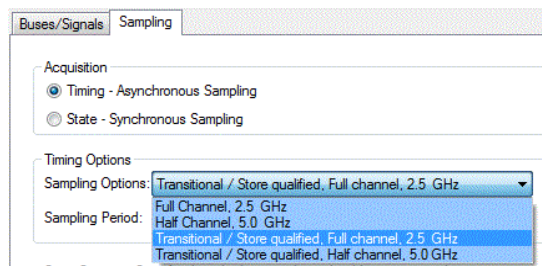 Buses/Signals Sampling
Acquisition
Timing - Asynchronous Sampling
State - Synchronous Sampling
Timing Options
Sampling Options: Transitional / Store qualified, Full channel, 2.5 GHz
Full Channel, 2.5 GHz
Half Channel, 5.0 GHz
Sampling Period:
Transitional / Store qualified, Full channel, 2.5 GHz
Transitional / Store qualified, Half channel, 5.0 GHz